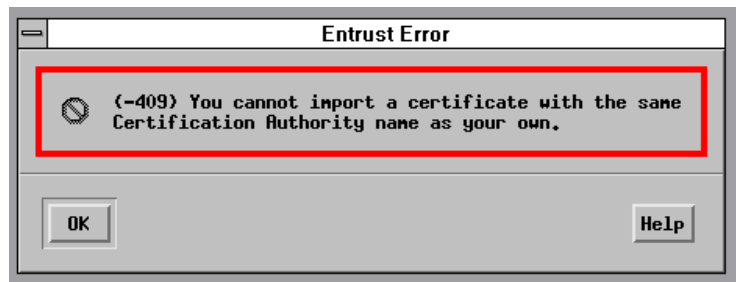 Entrust Error
(-409) You cannot import a certificate with the same
Certification Authority name as your own.
OK
Help